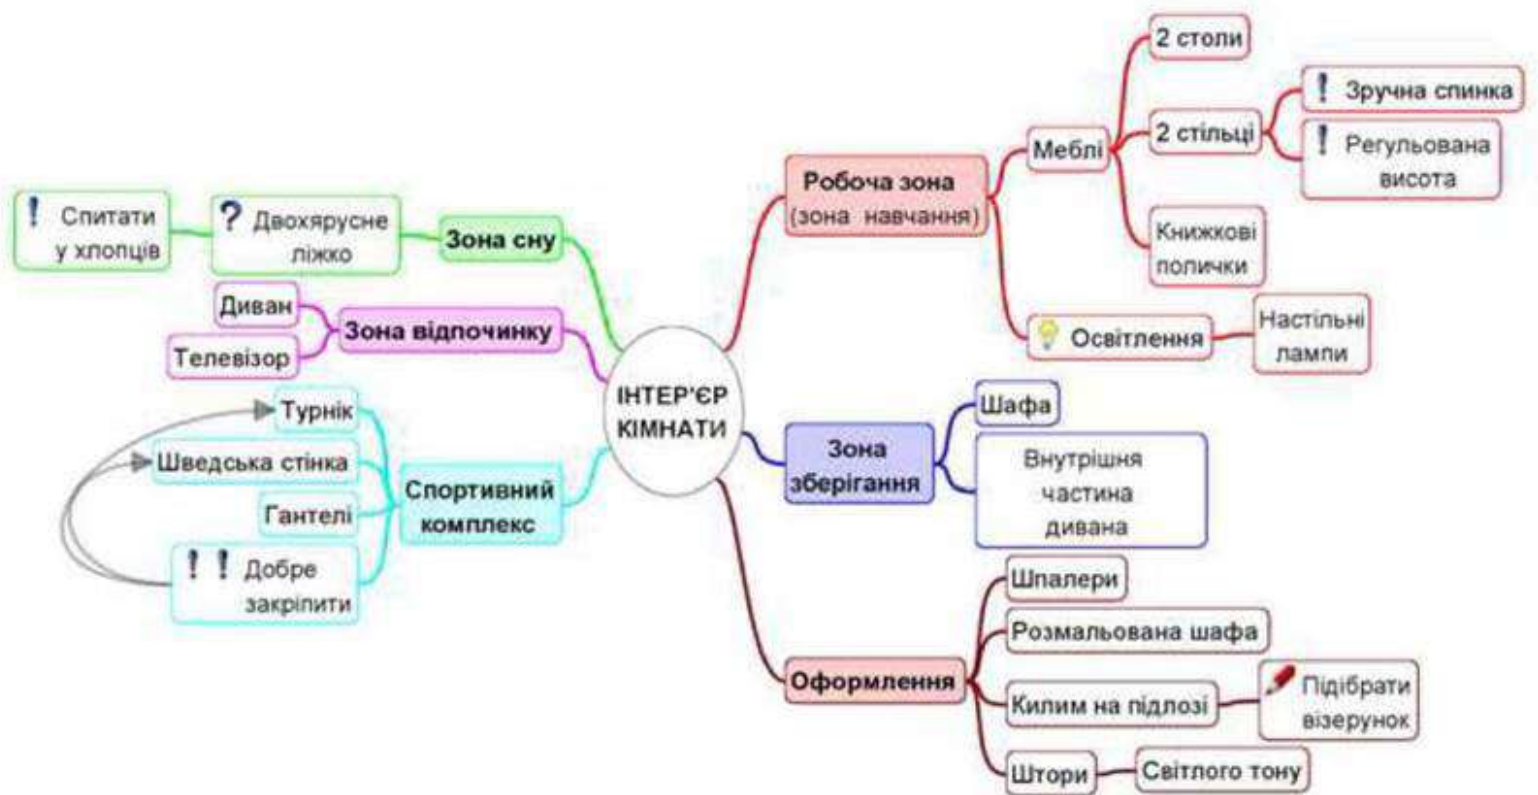 ІНТЕР'ЄР
КІМНАТИ
Робоча зона
(зона навчання)
Меблі
2 столи
2 стільці
! Зручна спинка
! Регульована
висота
Книжкові
полички
Освітлення
Настільні
лампи
Зона
зберігання
Шафа
Внутрішня
частина
дивана
Оформлення
Шпалери
Розмальована шафа
Килим на підлозі
Підібрати
візерунок
Штори
Світлого тону
Зона сну
? Двохярусне
ліжко
! Спитати
у хлопців
Зона відпочинку
Диван
Телевізор
Спортивний
комплекс
Турнік
Шведська стінка
Гантелі
! ! Добре
закріпити